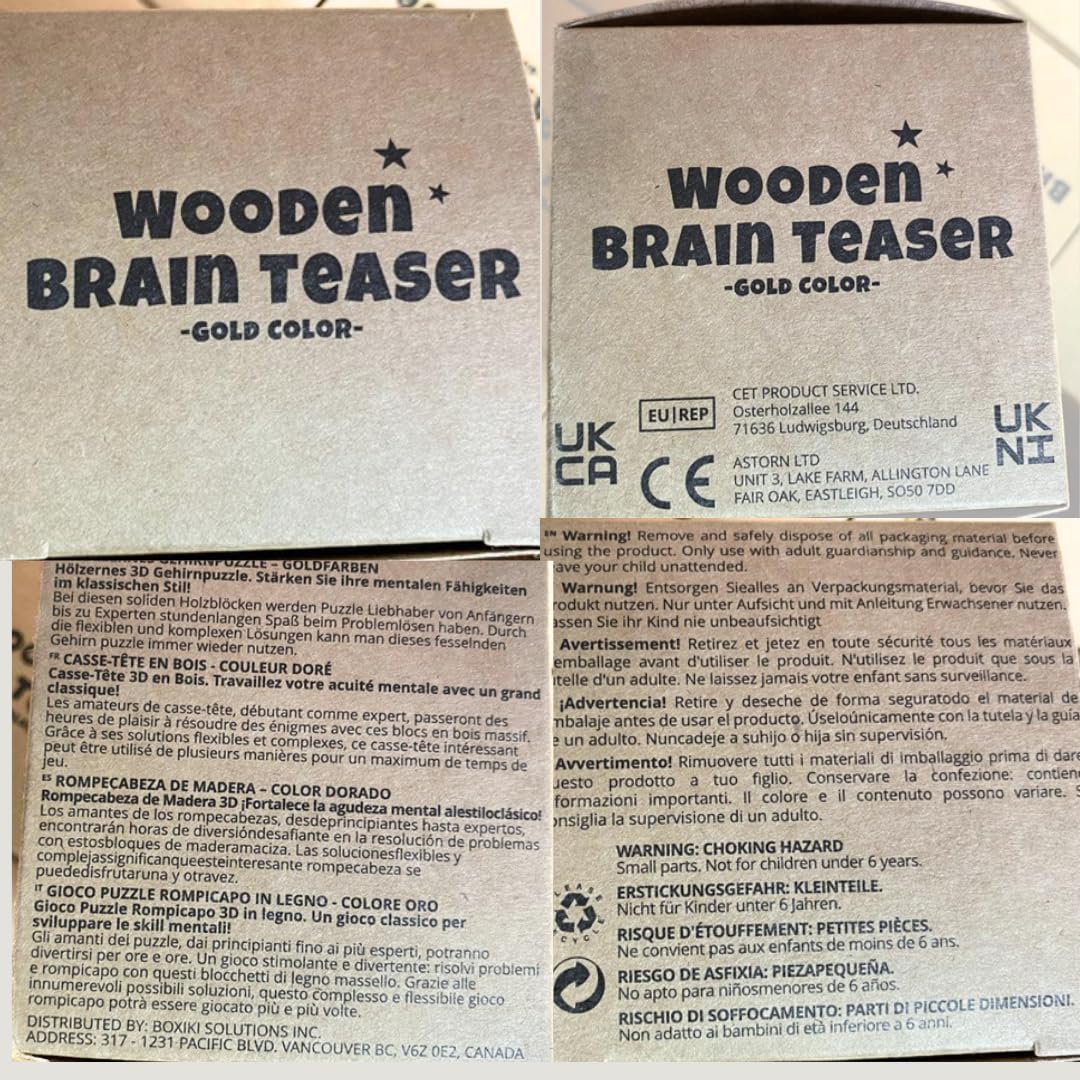 WOODEN
BRAIN TEASER
-GOLD COLOR-
WOODEN
BRAIN TEASER
-GOLD COLOR-
UK
CA
EU|REP
CE
CET PRODUCT SERVICE LTD.
Osterholzallee 144
71636 Ludwigsburg, Deutschland
ASTORN LTD
UNIT 3, LAKE FARM, ALLINGTON LANE
FAIR OAK, EASTLEIGH, SO50 7DD
UK
NI
GEHIRNPUZZLE – GOLDFARBEN
Hölzernes 3D Gehirnpuzzle. Stärken Sie ihre mentalen Fähigkeiten
im klassischen Stil!
Bei diesen soliden Holzblöcken werden Puzzle Liebhaber von Anfängern
bis zu Experten stundenlangen Spaß beim Problemlösen haben. Durch
die flexiblen und komplexen Lösungen kann man dieses fesselnden
Gehirn puzzle immer wieder nutzen.
FR CASSE-TÊTE EN BOIS - COULEUR DORÉ
Casse-Tête 3D en Bois. Travaillez votre acuité mentale avec un grand
classique!
Les amateurs de casse-tête, débutant comme expert, passeront des
heures de plaisir à résoudre des énigmes avec ces blocs en bois massif.
Grâce à ses solutions flexibles et complexes, ce casse-tête intéressant
peut être utilisé de plusieurs manières pour un maximum de temps de
jeu.
ES ROMPECABEZA DE MADERA – COLOR DORADO
Rompecabeza de Madera 3D ¡Fortalece la agudeza mental alestiloclásico!
Los amantes de los rompecabezas, desdeprincipiantes hasta expertos,
encontrarán horas de diversióndesafiante en la resolución de problemas
con estosbloques de maderamaciza. Las solucionesflexibles y
complejassignificanqueesteinteresante rompecabeza se
puededisfrutaruna y otravez.
IT GIOCO PUZZLE ROMPICAPO IN LEGNO - COLORE ORO
Gioco Puzzle Rompicapo 3D in legno. Un gioco classico per
sviluppare le skill mentali!
Gli amanti dei puzzle, dai principianti fino ai più esperti, potranno
divertirsi per ore e ore. Un gioco stimolante e divertente: risolvi problemi
e rompicapo con questi blocchetti di legno massello. Grazie alle
innumerevoli possibili soluzioni, questo complesso e flessibile gioco
rompicapo potrà essere giocato più e più volte.
DISTRIBUTED BY: BOXIKI SOLUTIONS INC.
ADDRESS: 317 - 1231 PACIFIC BLVD. VANCOUVER BC, V6Z 0E2, CANADA
EN Warning! Remove and safely dispose of all packaging material before
using the product. Only use with adult guardianship and guidance. Never
ave your child unattended.
Warnung! Entsorgen Siealles an Verpackungsmaterial, bevor Sie das
rodukt nutzen. Nur unter Aufsicht und mit Anleitung Erwachsener nutzen.
assen Sie ihr Kind nie unbeaufsichtigt
Avertissement! Retirez et jetez en toute sécurité tous les matériaux
emballage avant d'utiliser le produit. N'utilisez le produit que sous la
utelle d'un adulte. Ne laissez jamais votre enfant sans surveillance.
¡Advertencia! Retire y deseche de forma seguratodo el material de
mbalaje antes de usar el producto. Úseloúnicamente con la tutela y la guía
e un adulto. Nuncadeje a suhijo o hija sin supervisión.
Avvertimento! Rimuovere tutti i materiali di imballaggio prima di dare
uesto prodotto a tuo figlio. Conservare la confezione: contien
formazioni importanti. Il colore e il contenuto possono variare. S
onsiglia la supervisione di un adulto.
WARNING: CHOKING HAZARD
Small parts. Not for children under 6 years.
ERSTICKUNGSGEFAHR: KLEINTEILE.
Nicht für Kinder unter 6 Jahren.
RISQUE D'ÉTOUFFEMENT: PETITES PIÈCES.
Ne convient pas aux enfants de moins de 6 ans.
RIESGO DE ASFIXIA: PIEZAPEQUEÑA.
No apto para niñosmenores de 6 años.
RISCHIO DI SOFFOCAMENTO: PARTI DI PICCOLE DIMENSIONI.
Non adatto ai bambini di età inferiore a 6 anni.